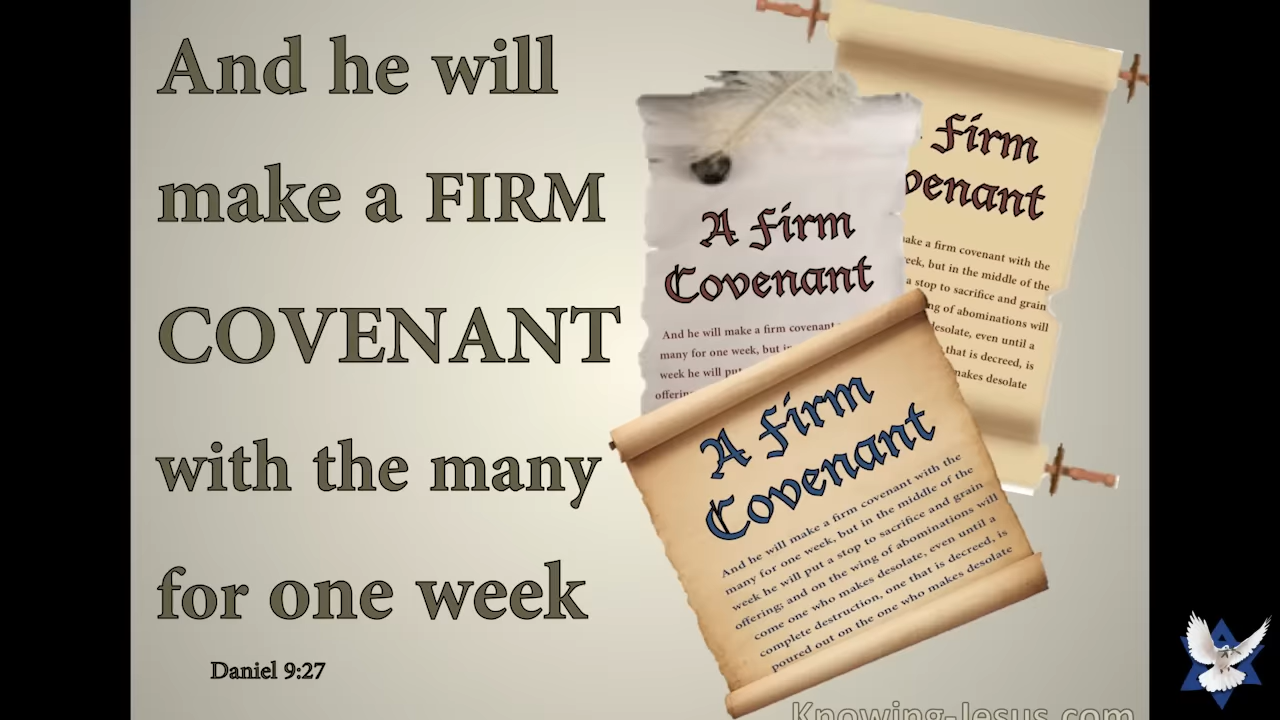 And he will
make a FIRM
COVENANT
with the many
for one week
Daniel 9:27
A Firm
Covenant
And he will make a firm covenant
many for one week, but in
week he will put
offering
Firm
venant
make a firm covenant with the
week, but in the middle of the
a stop to sacrifice and grain
ng of abominations will
desolate, even until a
that is decreed, is
makes desolate
A Firm
Covenant
And he will make a firm covenant with the
many for one week, but in the middle of the
week he will put a stop to sacrifice and grain
offering; and on the wing of abominations will
come one who makes desolate, even until a
complete destruction, one that is decreed, is
poured out on the one who makes desolate
Knowing-Jesus.com